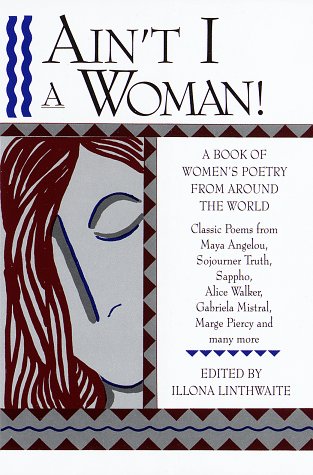 AIN'T I
A WOMAN!
A BOOK OF
WOMEN'S POETRY
FROM AROUND
THE WORLD
Classic Poems from
Maya Angelou,
Sojourner Truth,
Sappho,
Alice Walker,
Gabriela Mistral,
Marge Piercy and
many more
EDITED BY
ILLONA LINTHWAITE